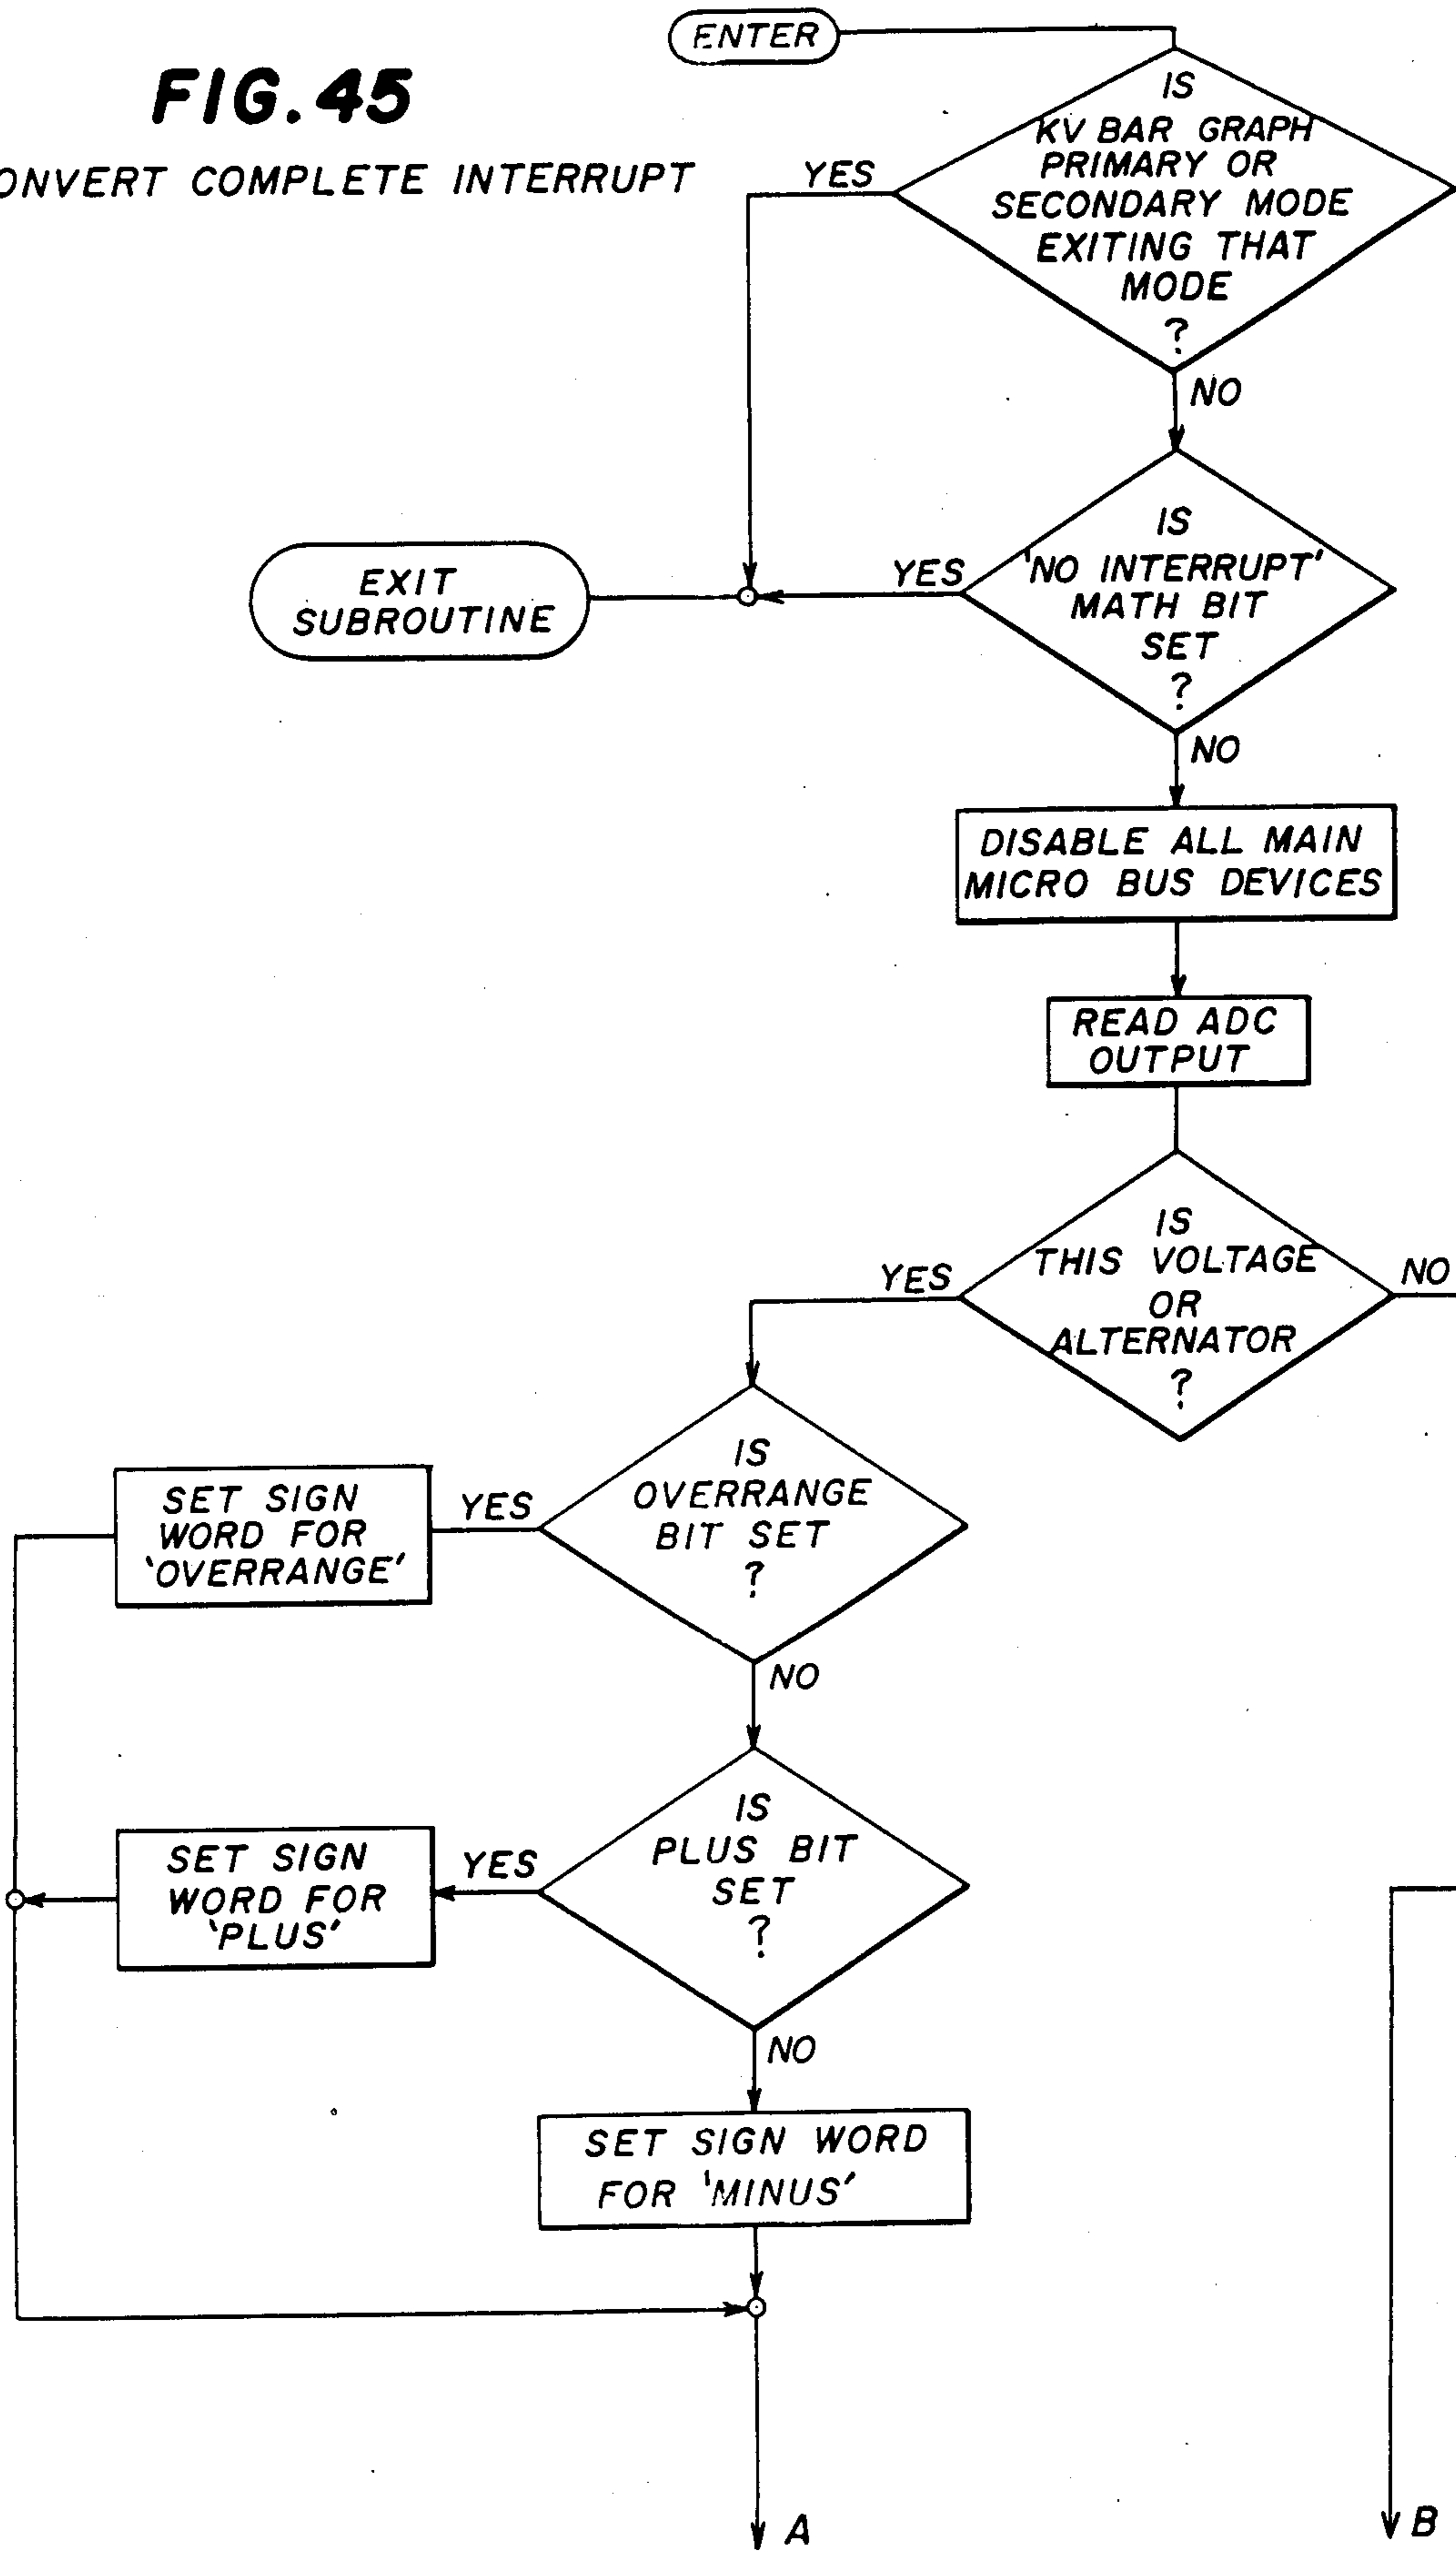 ENTER
FIG. 45
ONVERT COMPLETE INTERRUPT
IS
KV BAR GRAPH
PRIMARY OR
SECONDARY MODE
EXITING THAT
MODE
?
YES
NO
IS
'NO INTERRUPT'
MATH BIT
SET
?
YES
EXIT
SUBROUTINE
NO
DISABLE ALL MAIN
MICRO BUS DEVICES
READ ADC
OUTPUT
IS
THIS VOLTAGE
OR
ALTERNATOR
?
YES
NO
IS
OVERRANGE
BIT SET
?
YES
SET SIGN
WORD FOR
'OVERRANGE'
NO
IS
PLUS BIT
SET
?
YES
SET SIGN
WORD FOR
'PLUS'
NO
SET SIGN WORD
FOR 'MINUS'
A
B